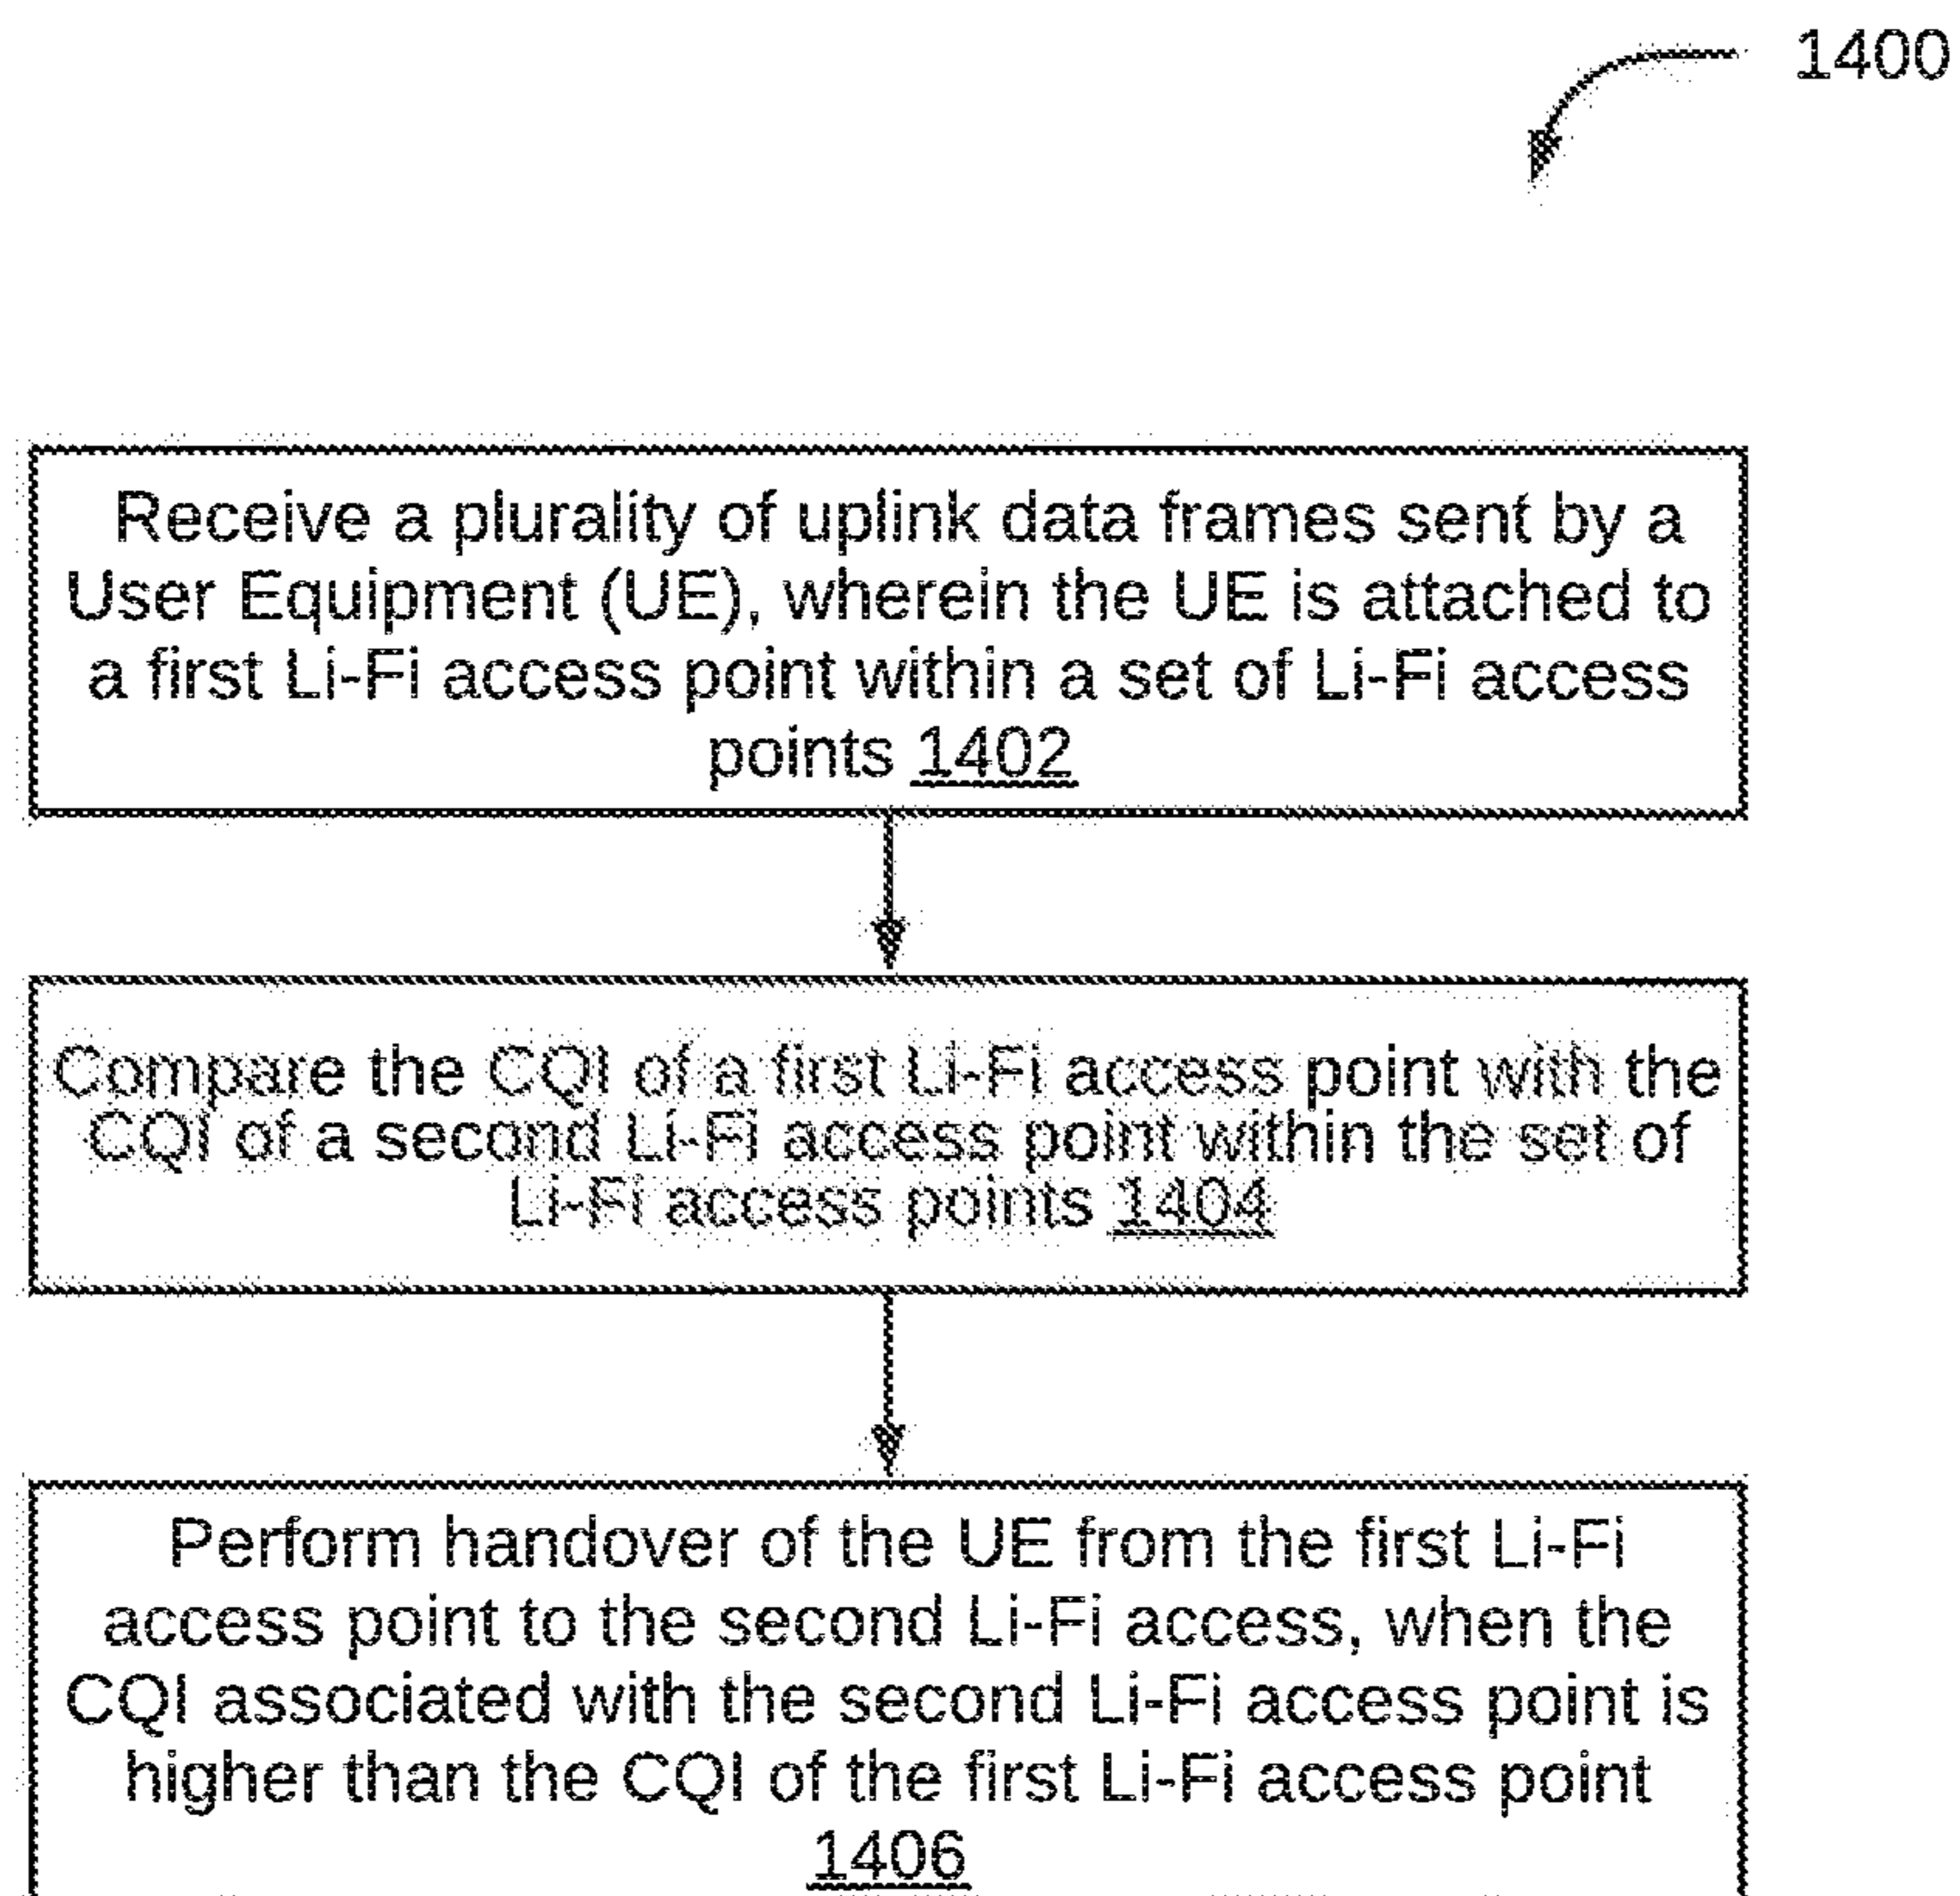 1400
Receive a plurality of uplink data frames sent by a
User Equipment (UE), wherein the UE is attached to
a first Li-Fi access point within a set of Li-Fi access
points 1402
Compare the CQI of a first Li-Fi access point with the
CQI of a second Li-Fi access point within the set of
Li-Fi access points 1404
Perform handover of the UE from the first Li-Fi
access point to the second Li-Fi access, when the
CQI associated with the second Li-Fi access point is
higher than the CQI of the first Li-Fi access point
1406